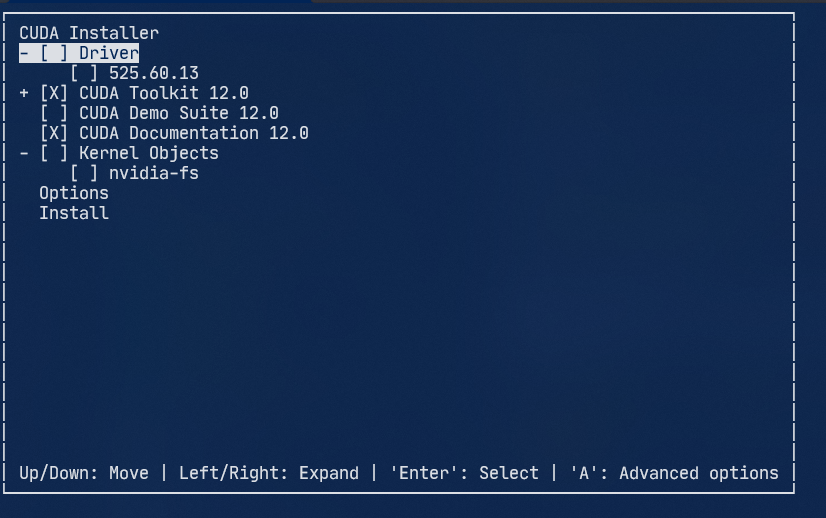 CUDA Installer
- [ ] Driver
     [ ] 525.60.13
+ [X] CUDA Toolkit 12.0
  [ ] CUDA Demo Suite 12.0
  [X] CUDA Documentation 12.0
- [ ] Kernel Objects
     [ ] nvidia-fs
  Options
  Install
Up/Down: Move | Left/Right: Expand | 'Enter': Select | 'A': Advanced options